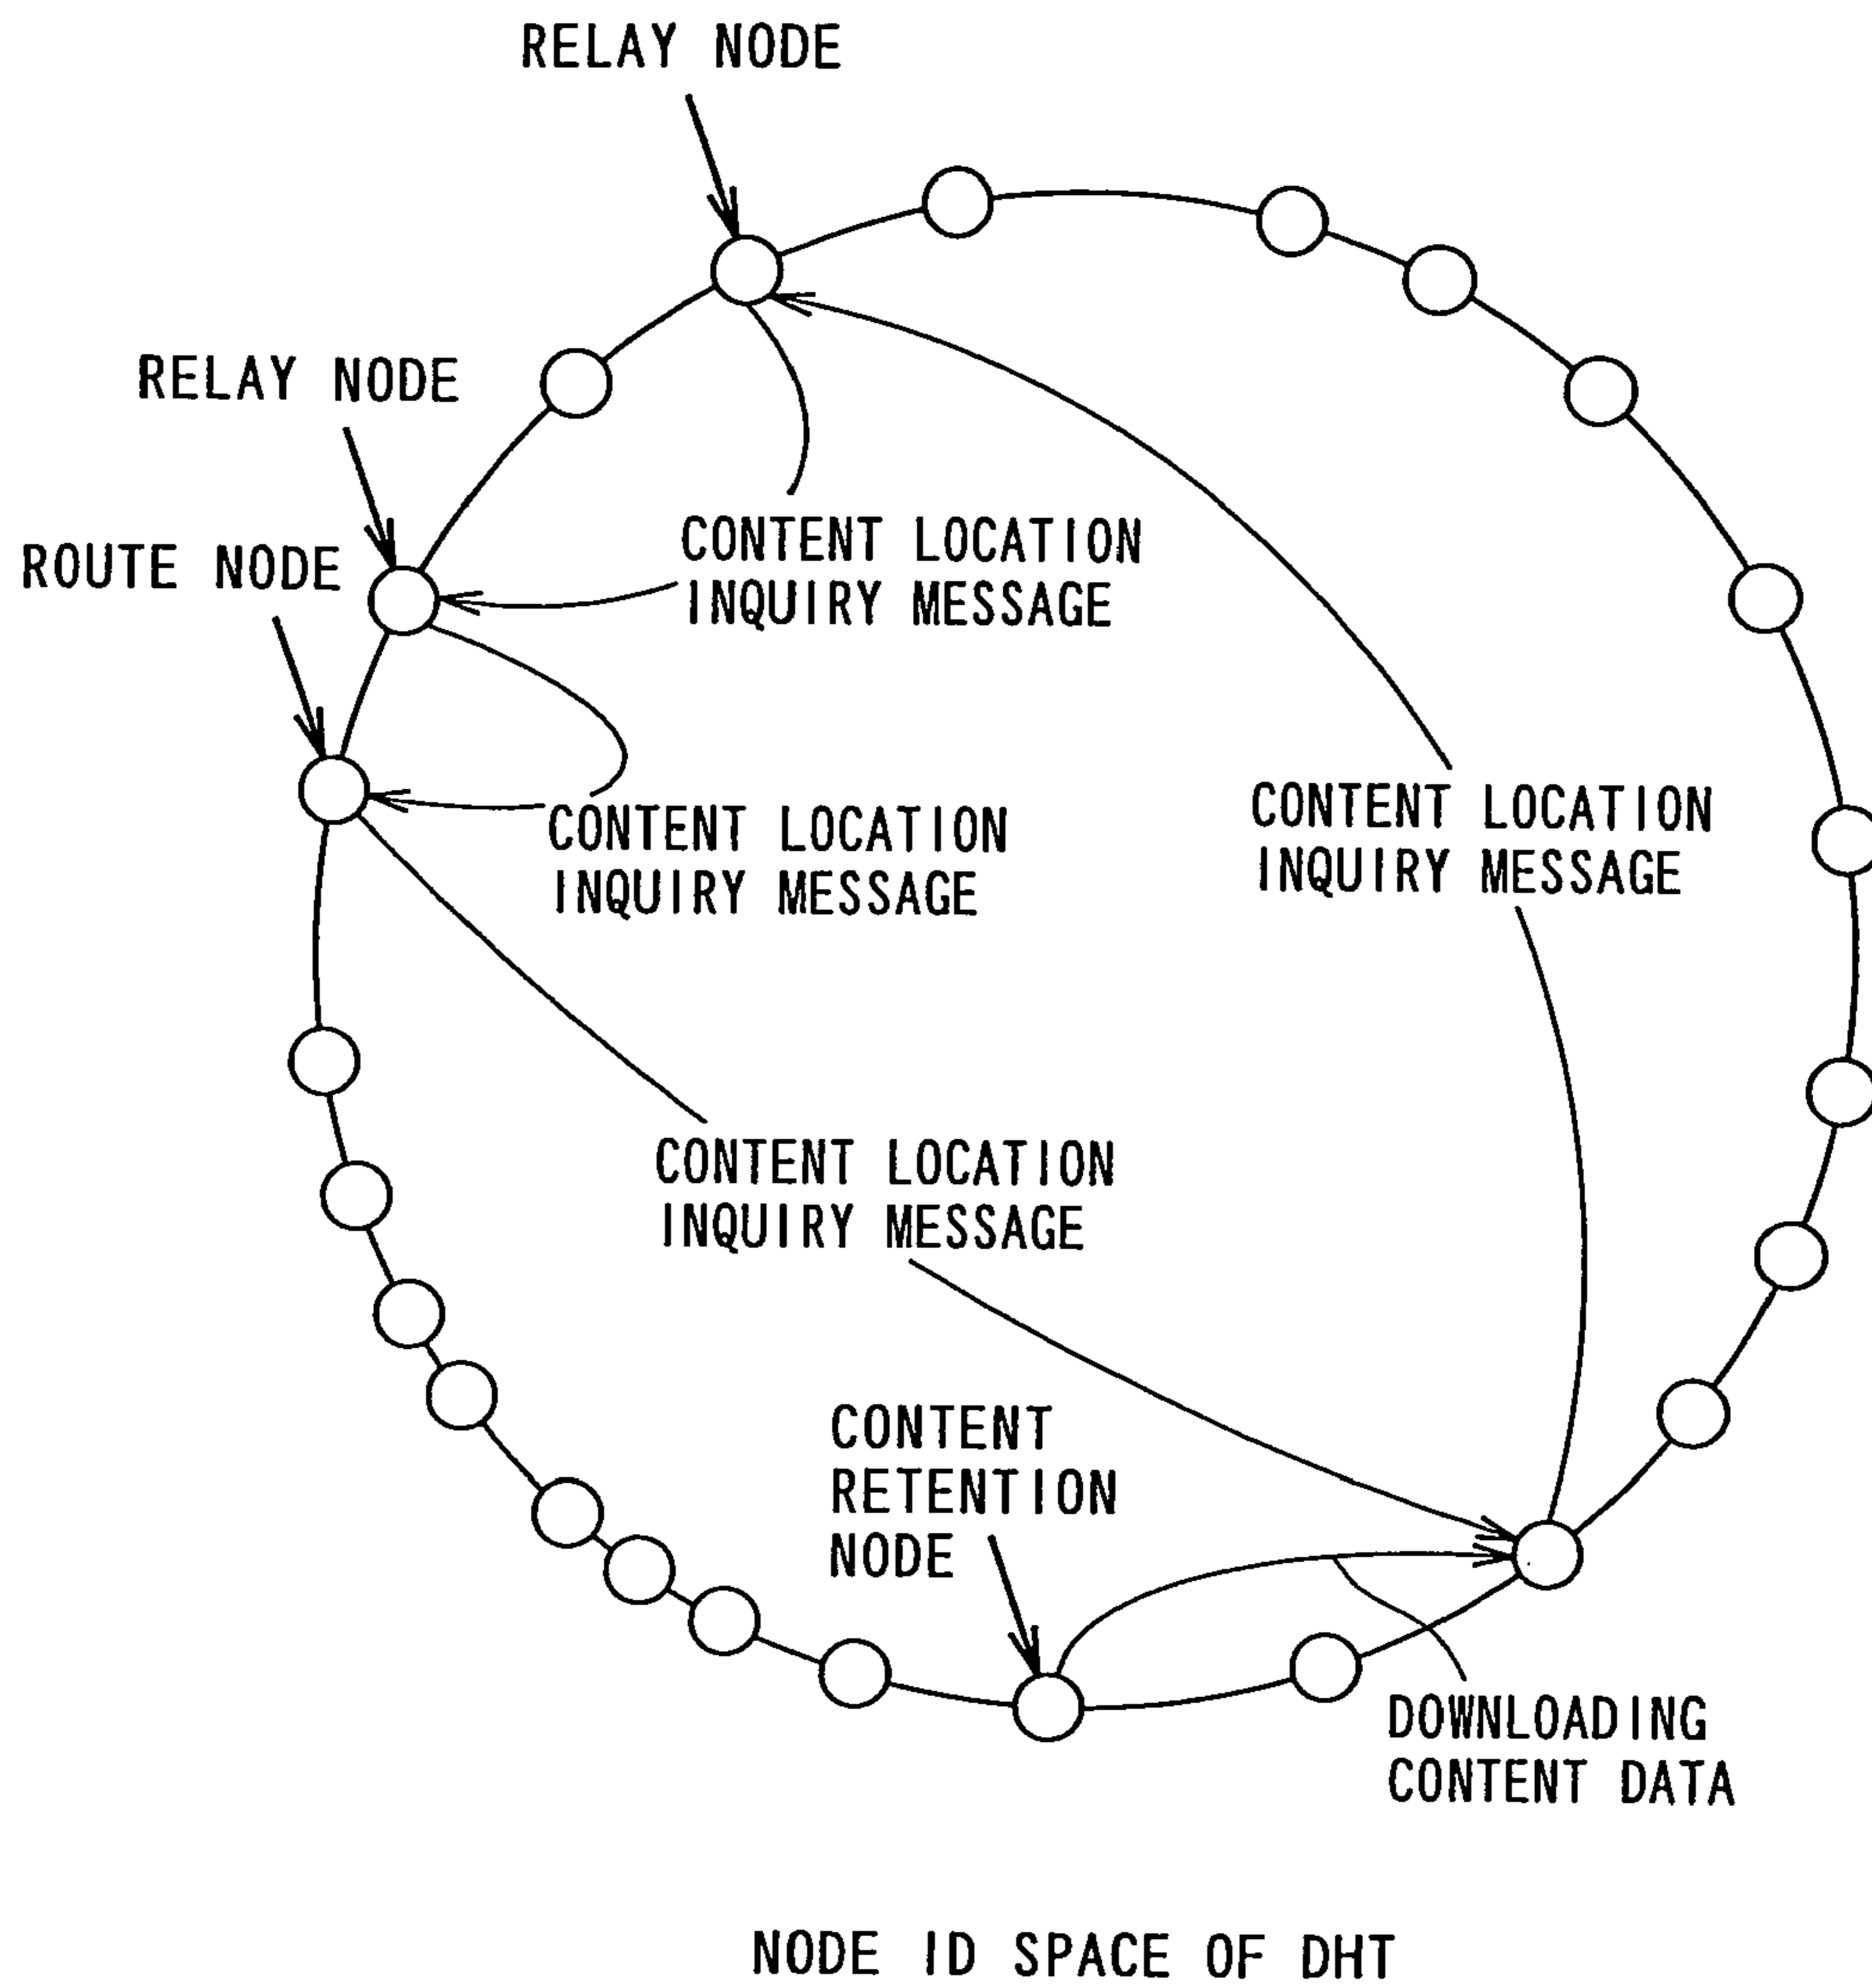 RELAY NODE
RELAY NODE
ROUTE NODE
CONTENT LOCATION
INQUIRY MESSAGE
CONTENT LOCATION
INQUIRY MESSAGE
CONTENT LOCATION
INQUIRY MESSAGE
CONTENT LOCATION
INQUIRY MESSAGE
CONTENT
RETENTION
NODE
DOWNLOADING
CONTENT DATA
NODE ID SPACE OF DHT